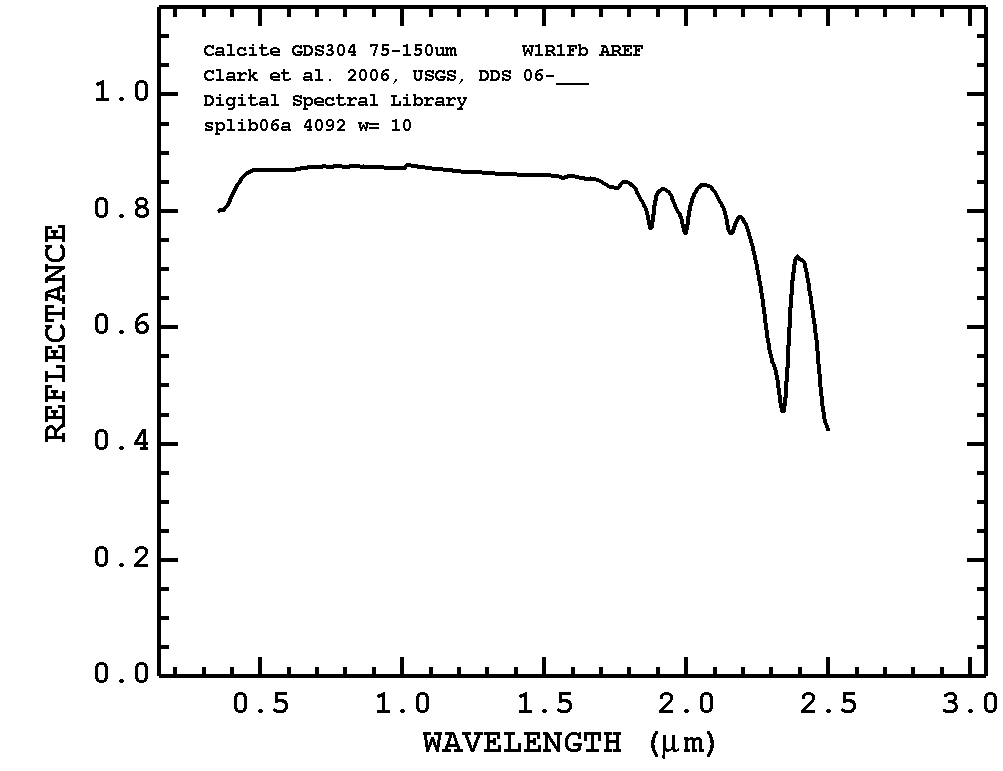 Calcite GDS304 75-150um W1R1Fb AREF
Clark et al. 2006, USGS, DDS 06-___
Digital Spectral Library
splib06a 4092 w= 10
1.0
0.8
0.6
0.4
0.2
0.0
REFLECTANCE
0.5 1.0 1.5 2.0 2.5 3.0
WAVELENGTH (μm)